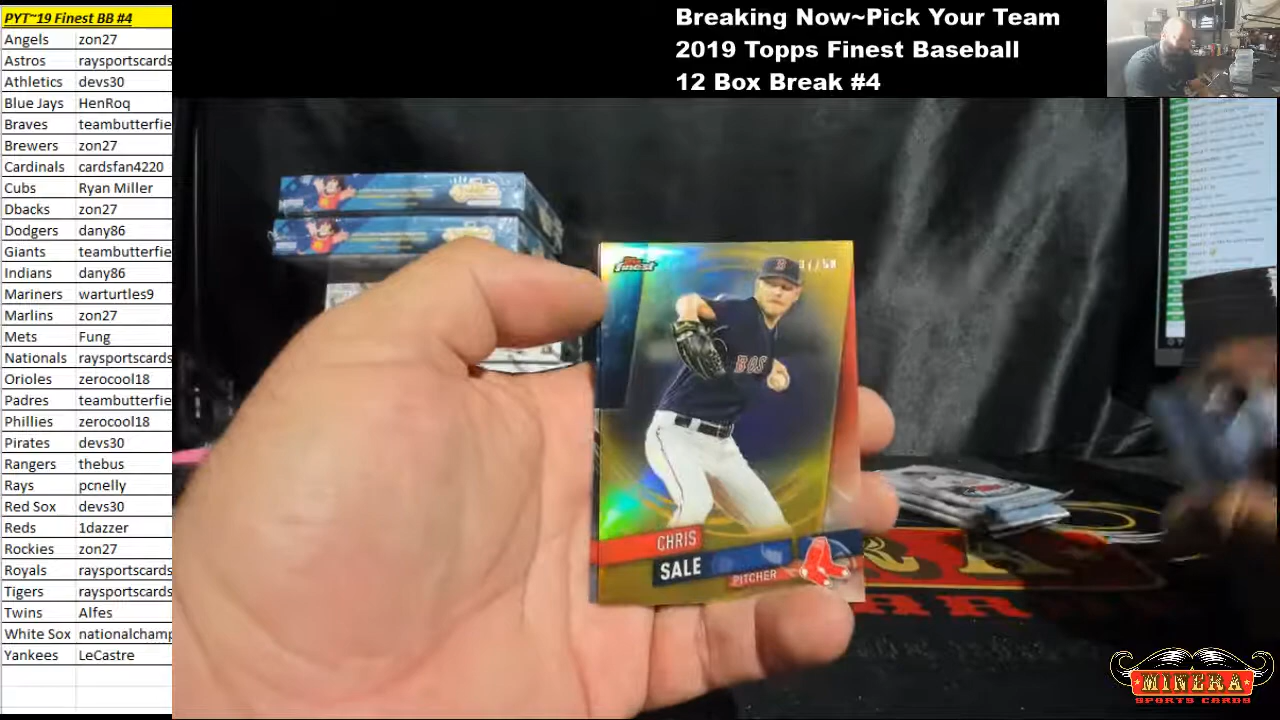 PYT~19 Finest BB #4
Angels zon27
Astros raysportscards
Athletics devs30
Blue Jays HenRoq
Braves teambutterfie
Brewers zon27
Cardinals cardsfan4220
Cubs Ryan Miller
Dbacks zon27
Dodgers dany86
Giants teambutterfie
Indians dany86
Mariners warturtles9
Marlins zon27
Mets Fung
Nationals raysportscards
Orioles zerocool18
Padres teambutterfie
Phillies zerocool18
Pirates devs30
Rangers thebus
Rays pcnelly
Red Sox devs30
Reds 1dazzer
Rockies zon27
Royals raysportscards
Tigers raysportscards
Twins Alfes
White Sox nationalchamp
Yankees LeCastre
Breaking Now~Pick Your Team
2019 Topps Finest Baseball
12 Box Break #4
Topps
Finest
B
BOS
CHRIS
SALE
PITCHER
MINERA
SPORTS CARDS